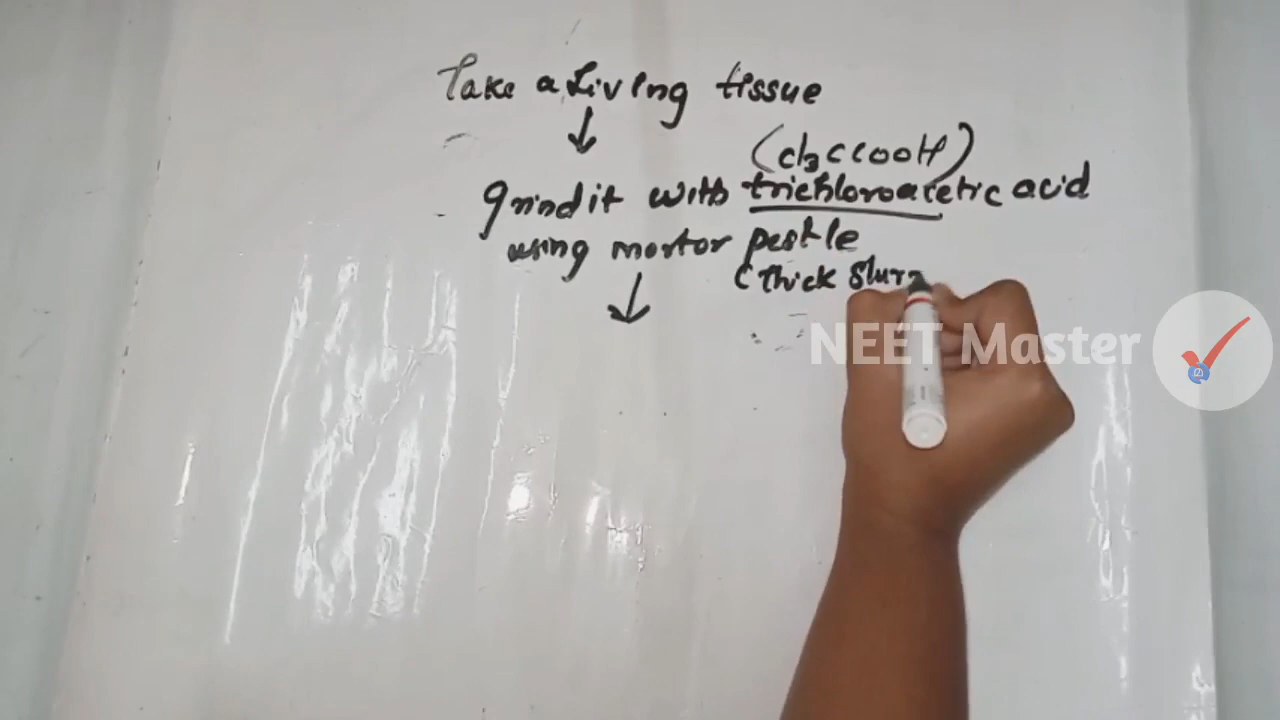 Take a Living tissue
(cl3CCOOH)
grind it with trichloroacetic acid
using mortor pestle
(Thick Slurr
NEET Master